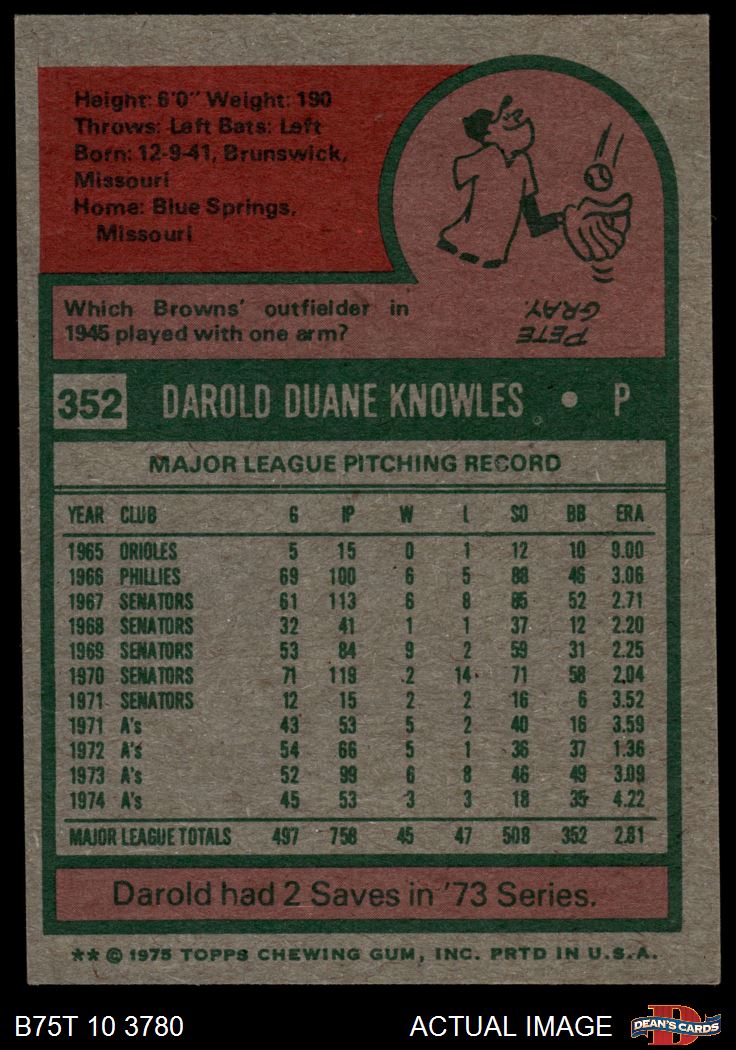 Height: 6'0" Weight: 190
Throws: Left Bats: Left
Born: 12-9-41, Brunswick,
Missouri
Home: Blue Springs,
Missouri
Which Browns' outfielder in
1945 played with one arm?
PETE
GRAY.
352 DAROLD DUANE KNOWLES • P
MAJOR LEAGUE PITCHING RECORD
YEAR CLUB G IP W L SO BB ERA
1965 ORIOLES 5 15 0 1 12 10 9.00
1966 PHILLIES 69 100 6 5 88 46 3.06
1967 SENATORS 61 113 6 8 85 52 2.71
1968 SENATORS 32 41 1 1 37 12 2.20
1969 SENATORS 53 84 9 2 59 31 2.25
1970 SENATORS 71 119 2 14 71 58 2.04
1971 SENATORS 12 15 2 2 16 6 3.52
1971 A's 43 53 5 2 40 16 3.59
1972 A's 54 66 5 1 36 37 1.36
1973 A's 52 99 6 8 46 49 3.09
1974 A's 45 53 3 3 18 35 4.22
MAJOR LEAGUE TOTALS 497 758 45 47 508 352 2.81
Darold had 2 Saves in '73 Series.
** © 1975 TOPPS CHEWING GUM, INC. PRTD IN U.S.A.
B75T 10 3780 ACTUAL IMAGE DEAN'S CARDS